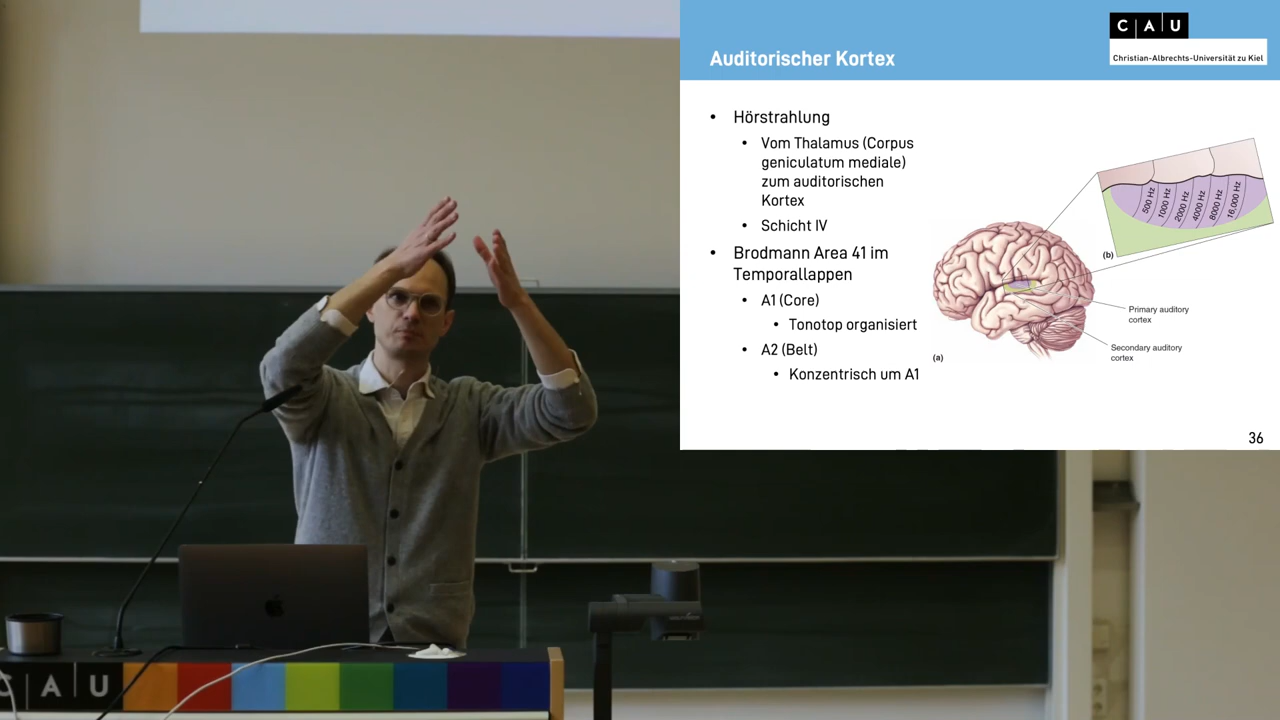 Auditorischer Kortex
C A U
Christian-Albrechts-Universität zu Kiel
• Hörstrahlung
• Vom Thalamus (Corpus
geniculatum mediale)
zum auditorischen
Kortex
• Schicht IV
• Brodmann Area 41 im
Temporallappen
• A1 (Core)
• Tonotop organisiert
• A2 (Belt)
• Konzentrisch um A1
500 Hz
1000 Hz
2000 Hz
4000 Hz
8000 Hz
16,000 Hz
(b)
Primary auditory
cortex
Secondary auditory
cortex
(a)
36
C A U